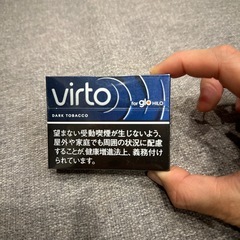 virto
for glo HILO
DARK TOBACCO
望まない受動喫煙が生じないよう、
屋外や家庭でも周囲の状況に配慮
することが、健康増進法上、義務付け
られています。